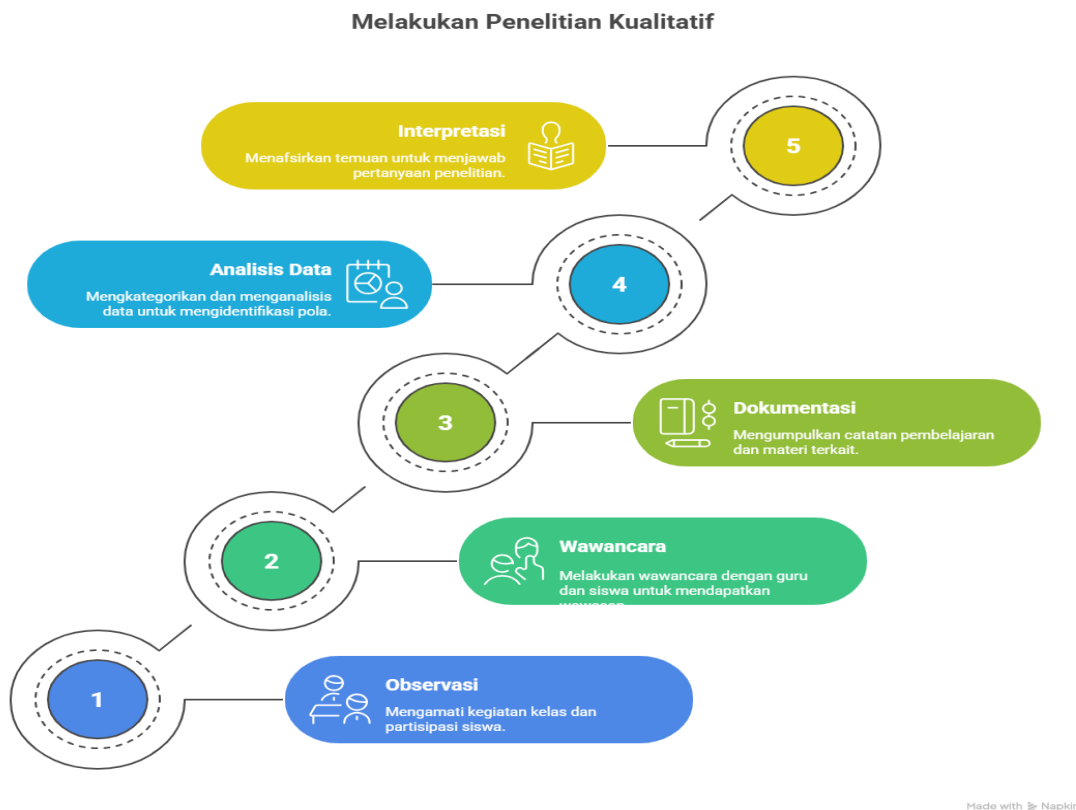 Melakukan Penelitian Kualitatif
5
Interpretasi
Menafsirkan temuan untuk menjawab
pertanyaan penelitian.
4
Analisis Data
Mengkategorikan dan menganalisis
data untuk mengidentifikasi pola.
3
Dokumentasi
Mengumpulkan catatan pembelajaran
dan materi terkait.
2
Wawancara
Melakukan wawancara dengan guru
dan siswa untuk mendapatkan
1
Observasi
Mengamati kegiatan kelas dan
partisipasi siswa.
Made with Napkin